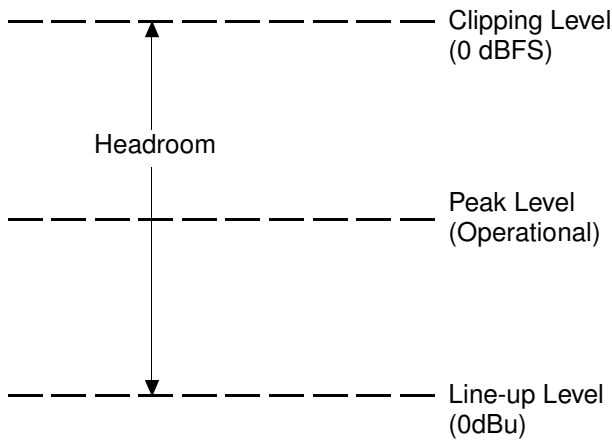 Clipping Level
(0 dBFS)
Headroom
Peak Level
(Operational)
Line-up Level
(0dBu)